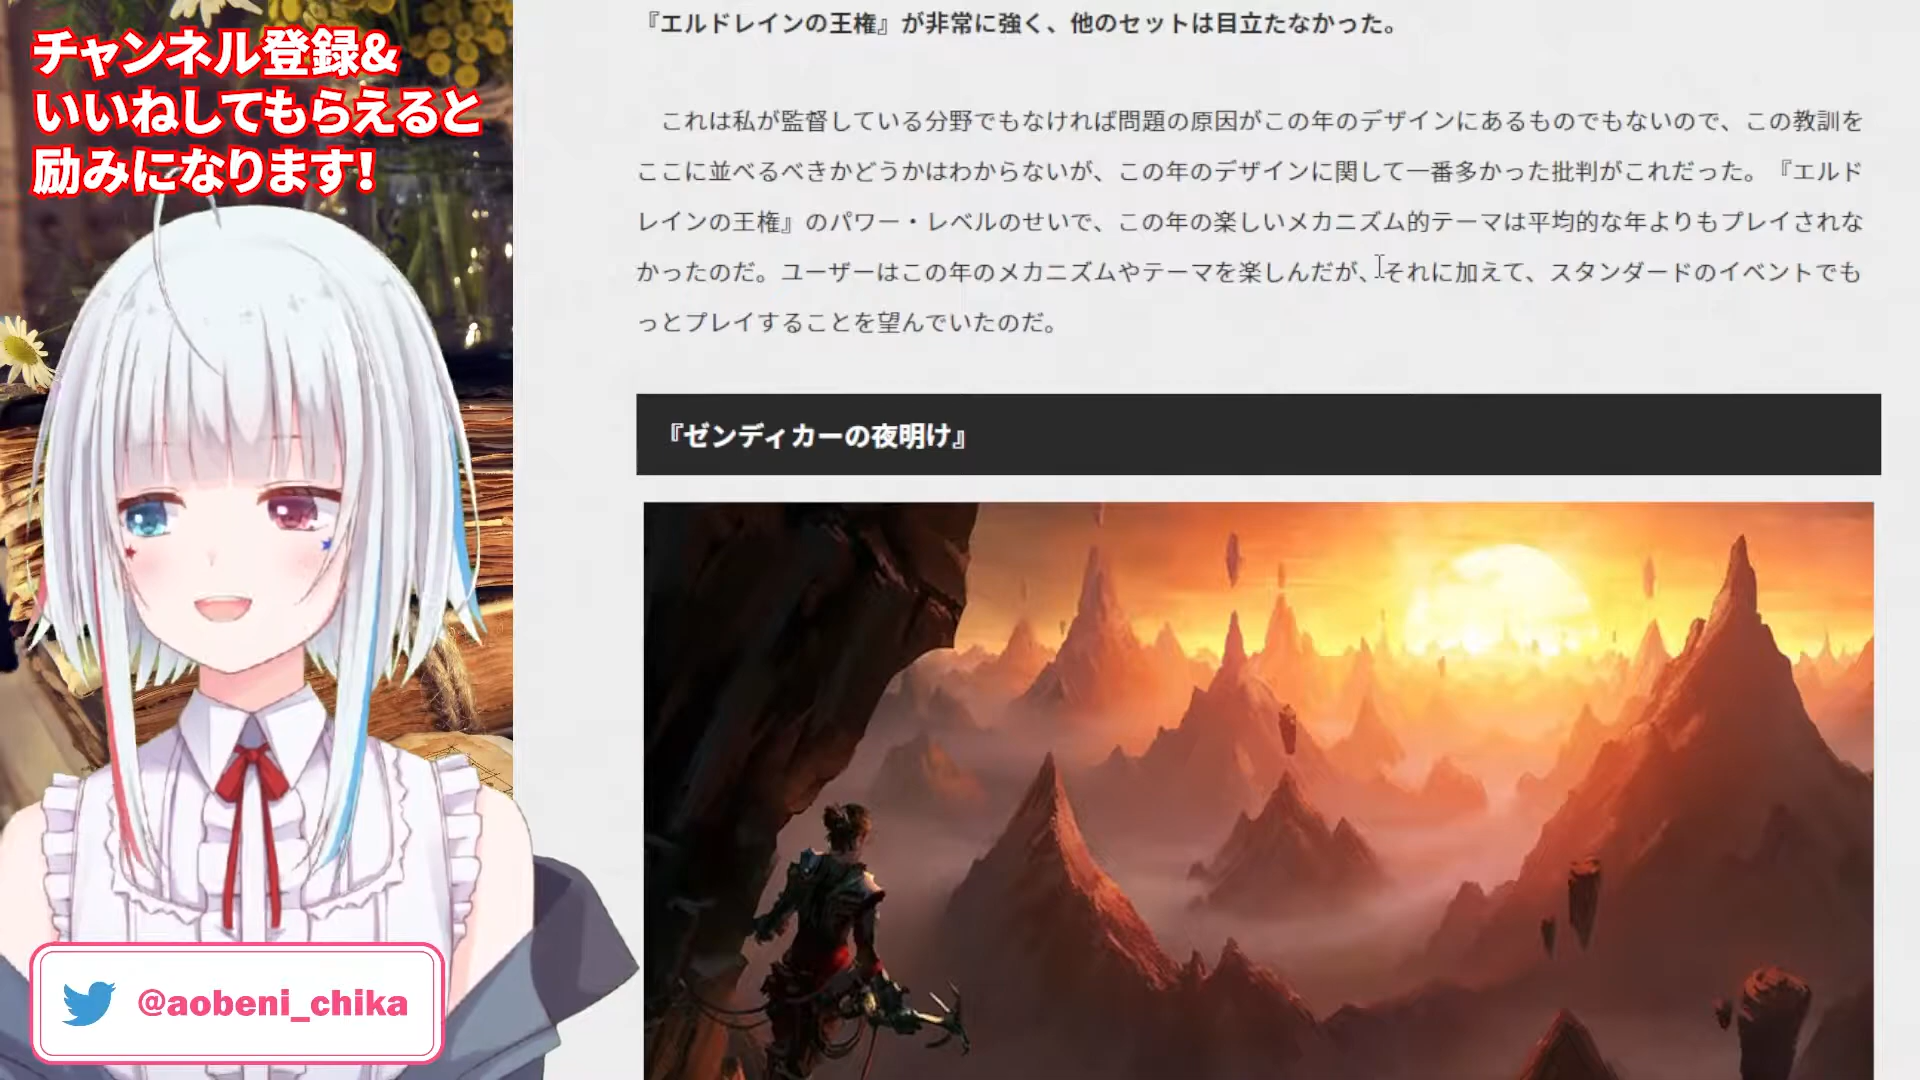 チャンネル登録&
いいねしてもらえると
励みになります!
@aobeni_chika
『エルドレインの王権』が非常に強く、他のセットは目立たなかった。
これは私が監督している分野でもなければ問題の原因がこの年のデザインにあるものでもないので、この教訓を
ここに並べるべきかどうかはわからないが、この年のデザインに関して一番多かった批判がこれだった。『エルド
レインの王権』のパワー・レベルのせいで、この年の楽しいメカニズム的テーマは平均的な年よりもプレイされな
かったのだ。ユーザーはこの年のメカニズムやテーマを楽しんだが、それに加えて、スタンダードのイベントでも
っとプレイすることを望んでいたのだ。
『ゼンディカーの夜明け』